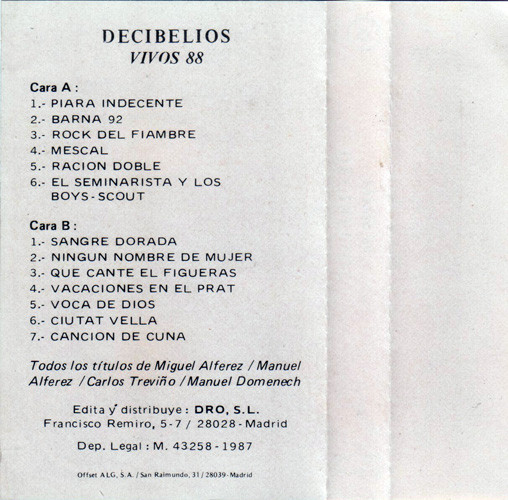 DECIBELIOS
VIVOS 88
Cara A :
1.- PIARA INDECENTE
2.- BARNA 92
3.- ROCK DEL FIAMBRE
4.- MESCAL
5.- RACION DOBLE
6.- EL SEMINARISTA Y LOS
BOYS-SCOUT
Cara B :
1.- SANGRE DORADA
2.- NINGUN NOMBRE DE MUJER
3.- QUE CANTE EL FIGUERAS
4.- VACACIONES EN EL PRAT
5.- VOCA DE DIOS
6.- CIUTAT VELLA
7.- CANCION DE CUNA
Todos los títulos de Miguel Alferez / Manuel
Alferez / Carlos Treviño / Manuel Domenech
Edita y distribuye : DRO, S.L.
Francisco Remiro, 5-7 / 28028 - Madrid
Dep. Legal : M. 43258 - 1987
Offset ALG, S.A. / San Raimundo, 31 / 28039 - Madrid